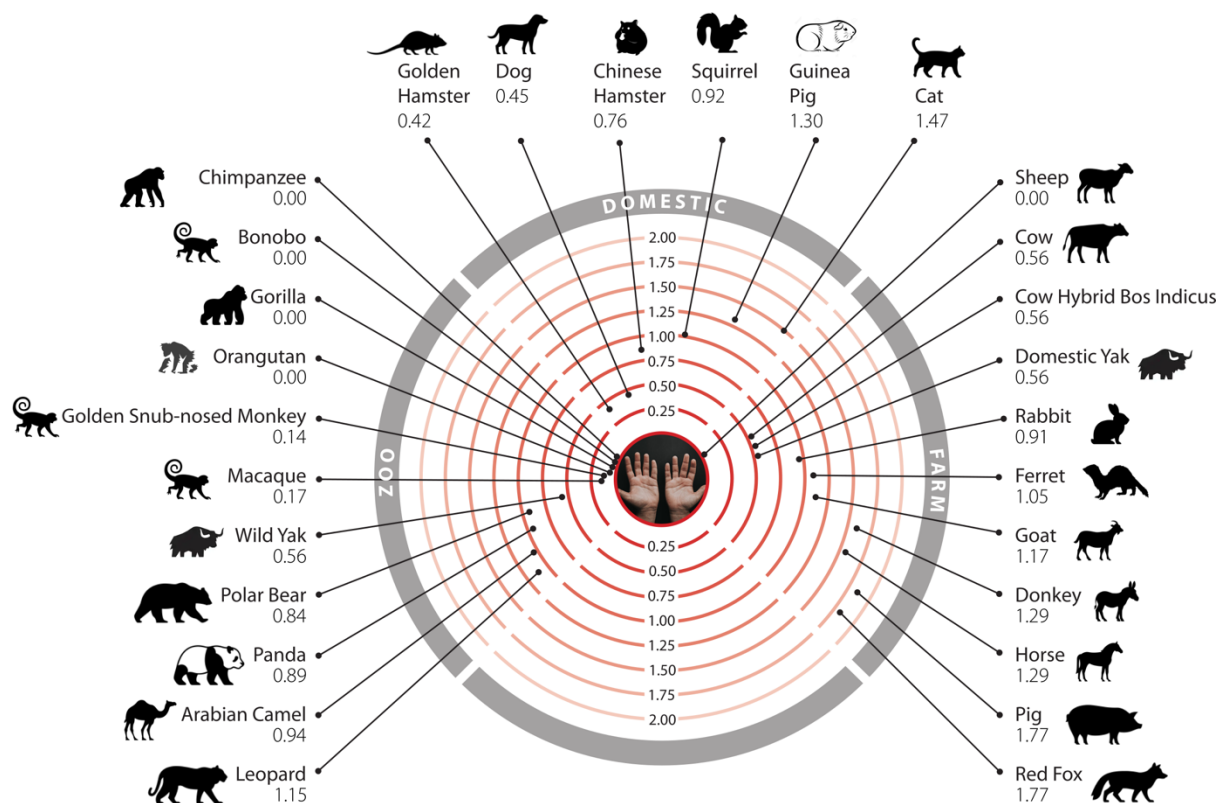 Golden
Hamster
0.42
Dog
0.45
Chinese
Hamster
0.76
Squirrel
0.92
Guinea
Pig
1.30
Cat
1.47
Chimpanzee
0.00
Bonobo
0.00
Gorilla
0.00
Orangutan
0.00
Golden Snub-nosed Monkey
0.14
Macaque
0.17
Wild Yak
0.56
Polar Bear
0.84
Panda
0.89
Arabian Camel
0.94
Leopard
1.15
DOMESTIC
ZOO
FARM
2.00
1.75
1.50
1.25
1.00
0.75
0.50
0.25
0.25
0.50
0.75
1.00
1.25
1.50
1.75
2.00
Sheep
0.00
Cow
0.56
Cow Hybrid Bos Indicus
0.56
Domestic Yak
0.56
Rabbit
0.91
Ferret
1.05
Goat
1.17
Donkey
1.29
Horse
1.29
Pig
1.77
Red Fox
1.77